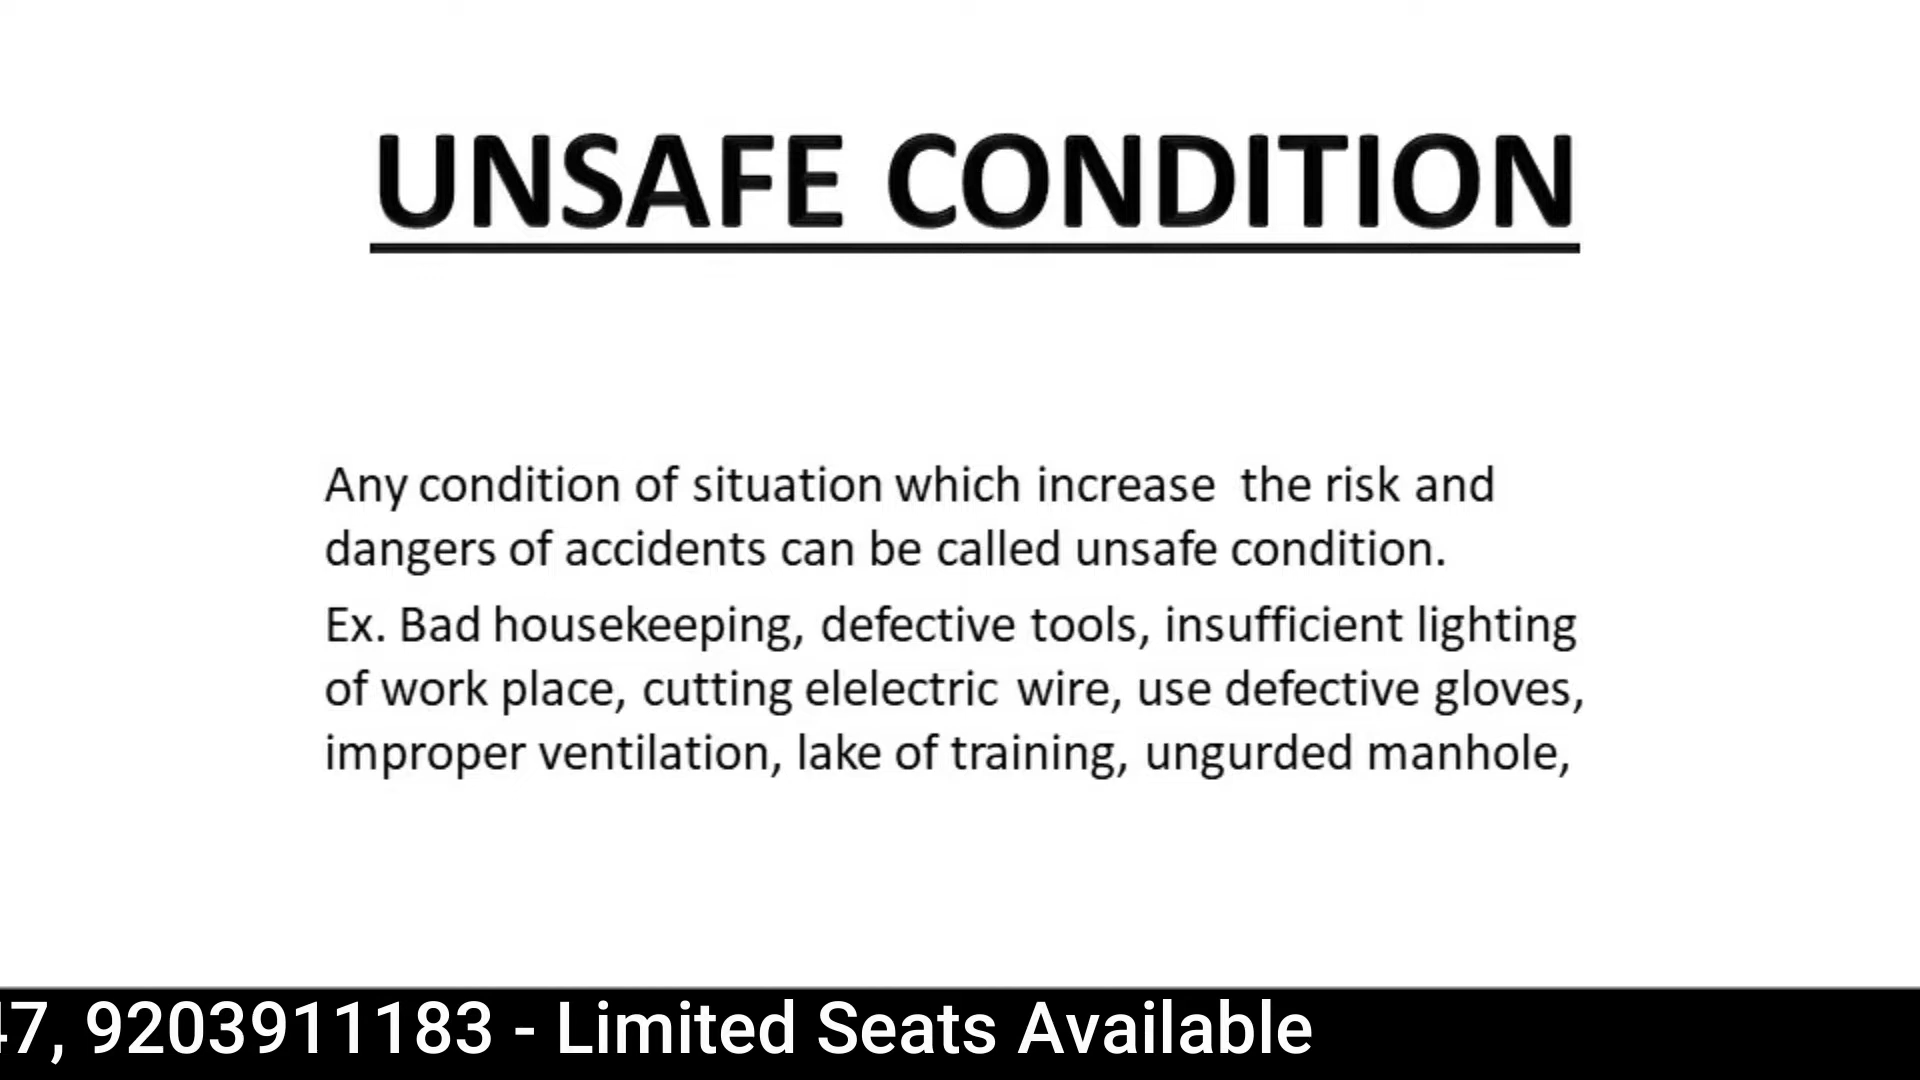 UNSAFE CONDITION
Any condition of situation which increase the risk and
dangers of accidents can be called unsafe condition.
Ex. Bad housekeeping, defective tools, insufficient lighting
of work place, cutting elelectric wire, use defective gloves,
improper ventilation, lake of training, ungurded manhole,
47, 9203911183 - Limited Seats Available